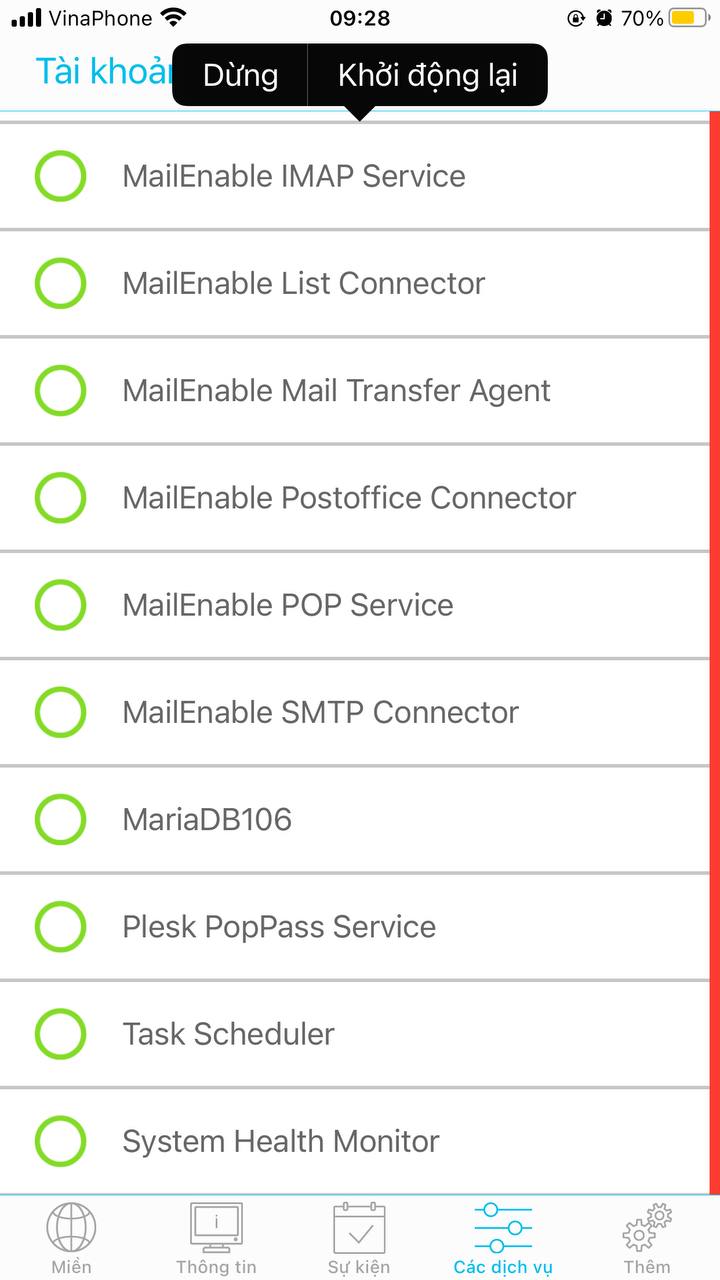 VinaPhone 09:28 70%
Tài khoản
Dừng Khởi động lại
MailEnable IMAP Service
MailEnable List Connector
MailEnable Mail Transfer Agent
MailEnable Postoffice Connector
MailEnable POP Service
MailEnable SMTP Connector
MariaDB106
Plesk PopPass Service
Task Scheduler
System Health Monitor
Miền Thông tin Sự kiện Các dịch vụ Thêm